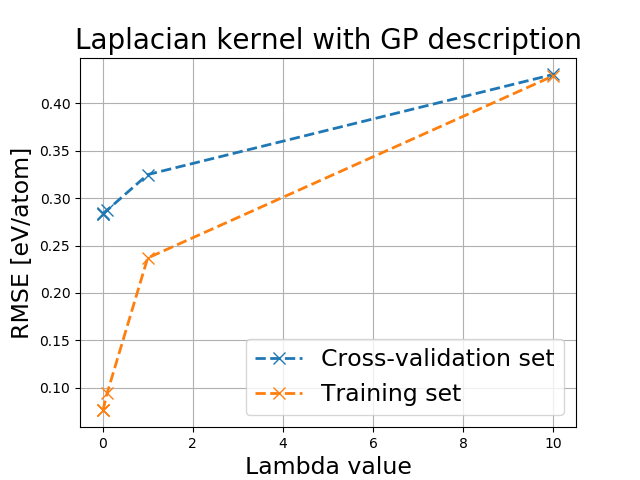 Laplacian kernel with GP description
RMSE [eV/atom]
0.40
0.35
0.30
0.25
0.20
0.15
0.10
Cross-validation set
Training set
0 2 4 6 8 10
Lambda value